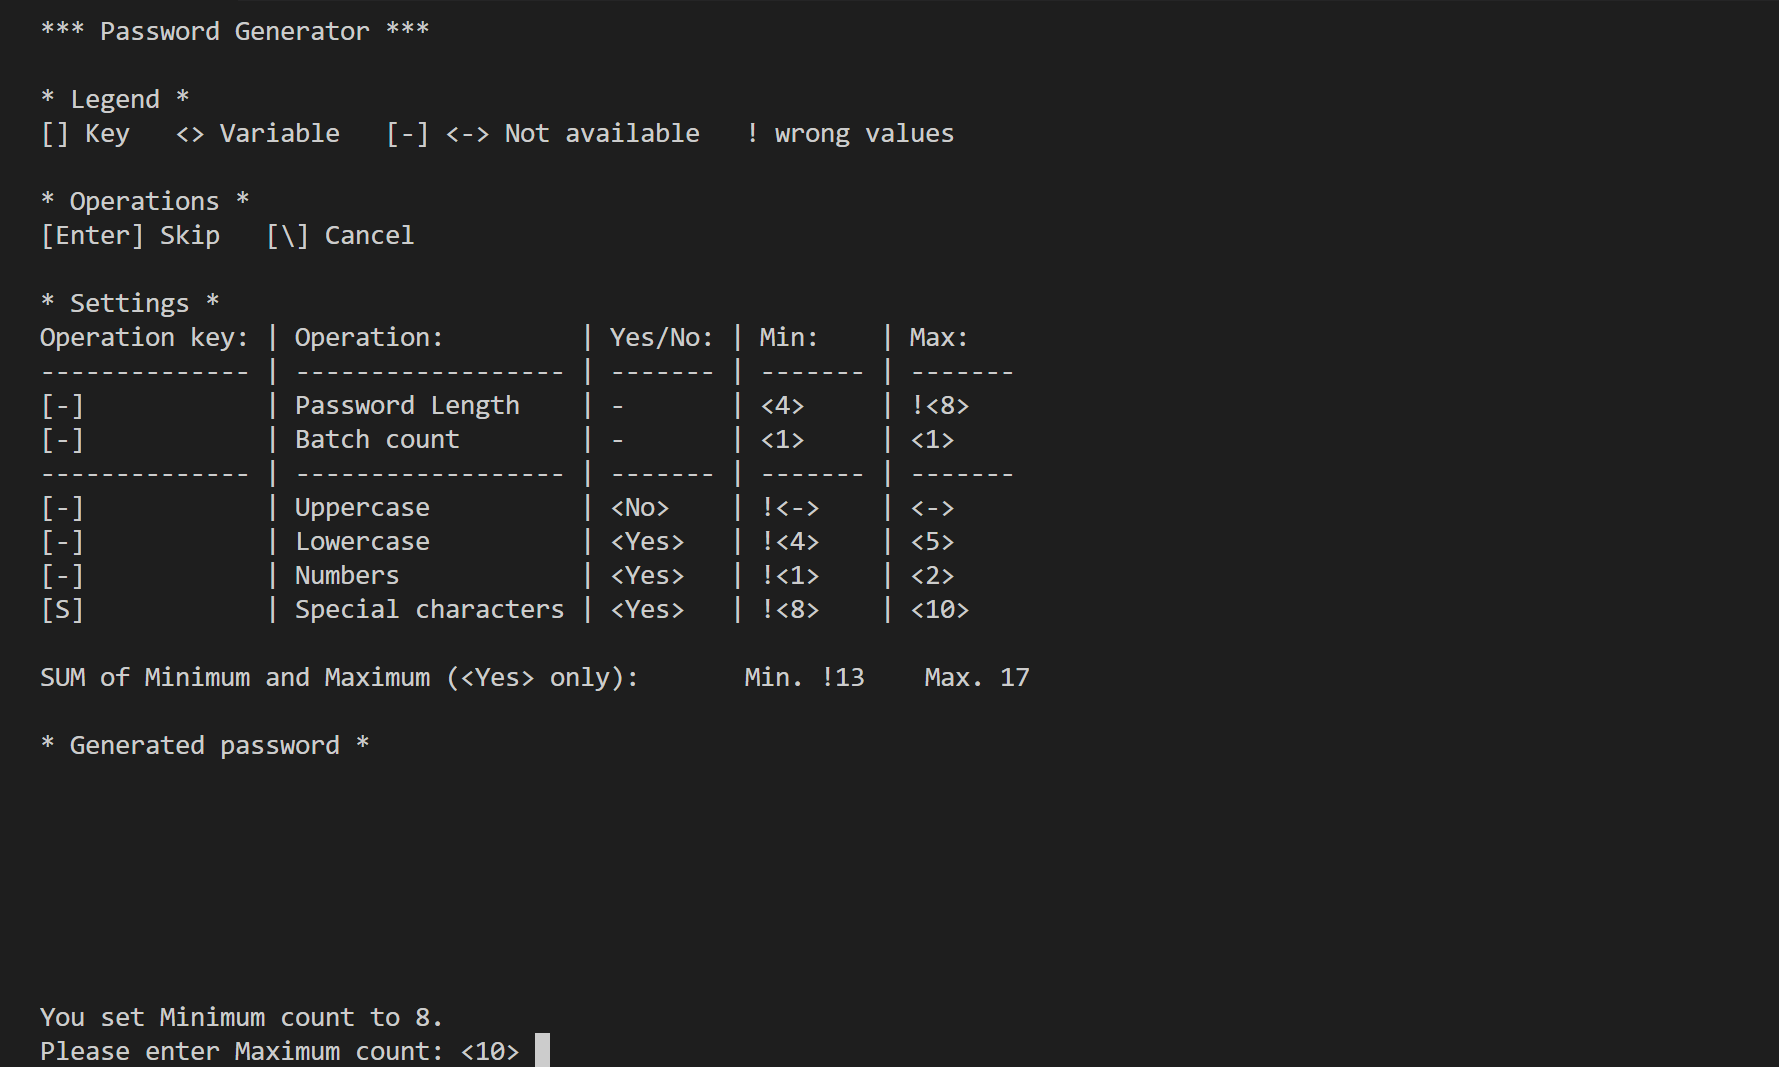 *** Password Generator ***
* Legend *
[] Key   <> Variable   [-] <-> Not available   ! wrong values
* Operations *
[Enter] Skip   [\] Cancel
* Settings *
Operation key: | Operation:         | Yes/No: | Min:    | Max:
-------------- | ------------------ | ------- | ------- | -------
[-]            | Password Length    | -       | <4>     | !<8>
[-]            | Batch count        | -       | <1>     | <1>
-------------- | ------------------ | ------- | ------- | -------
[-]            | Uppercase          | <No>    | !<->    | <->
[-]            | Lowercase          | <Yes>   | !<4>    | <5>
[-]            | Numbers            | <Yes>   | !<1>    | <2>
[S]            | Special characters | <Yes>   | !<8>    | <10>
SUM of Minimum and Maximum (<Yes> only):       Min. !13    Max. 17
* Generated password *
You set Minimum count to 8.
Please enter Maximum count: <10>